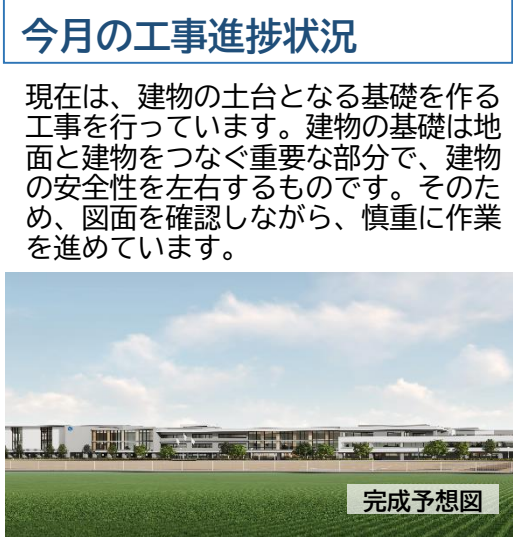 今月の工事進捗状況
現在は、建物の土台となる基礎を作る
工事を行っています。建物の基礎は地
面と建物をつなぐ重要な部分で、建物
の安全性を左右するものです。そのた
め、図面を確認しながら、慎重に作業
を進めています。
完成予想図